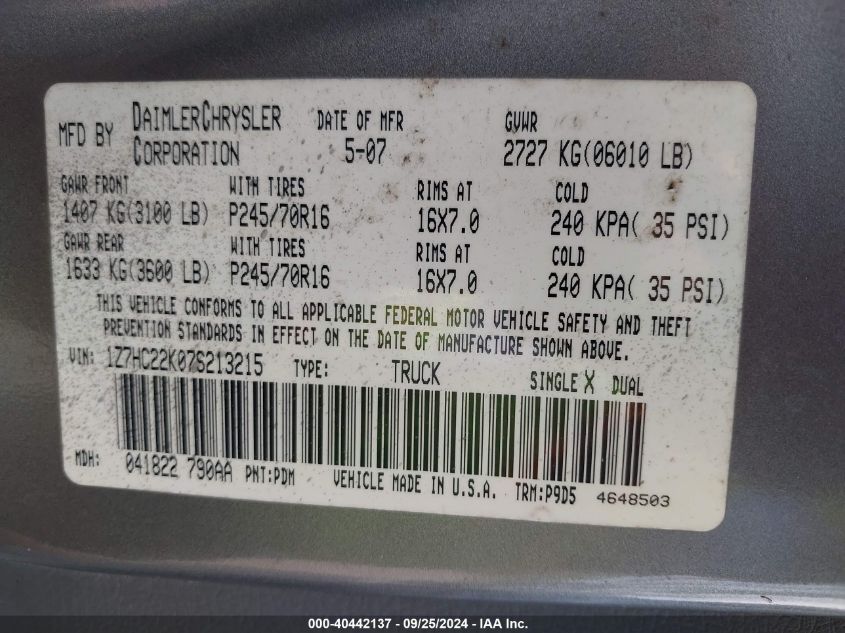 MFD BY DAIMLERCHRYSLER CORPORATION DATE OF MFR 5-07 GVWR 2727 KG(06010 LB)
GAWR FRONT WITH TIRES RIMS AT COLD
1407 KG(3100 LB) P245/70R16 16X7.0 240 KPA( 35 PSI)
GAWR REAR WITH TIRES RIMS AT COLD
1633 KG(3600 LB) P245/70R16 16X7.0 240 KPA( 35 PSI)
THIS VEHICLE CONFORMS TO ALL APPLICABLE FEDERAL MOTOR VEHICLE SAFETY AND THEFT
PREVENTION STANDARDS IN EFFECT ON THE DATE OF MANUFACTURE SHOWN ABOVE.
VIN: 1Z7HC22K07S213215 TYPE: TRUCK SINGLE X DUAL
MDH: 041822 790AA PNT:PDM VEHICLE MADE IN U.S.A. TRM:P9D5 4648503
000-40442137 - 09/25/2024 - IAA Inc.